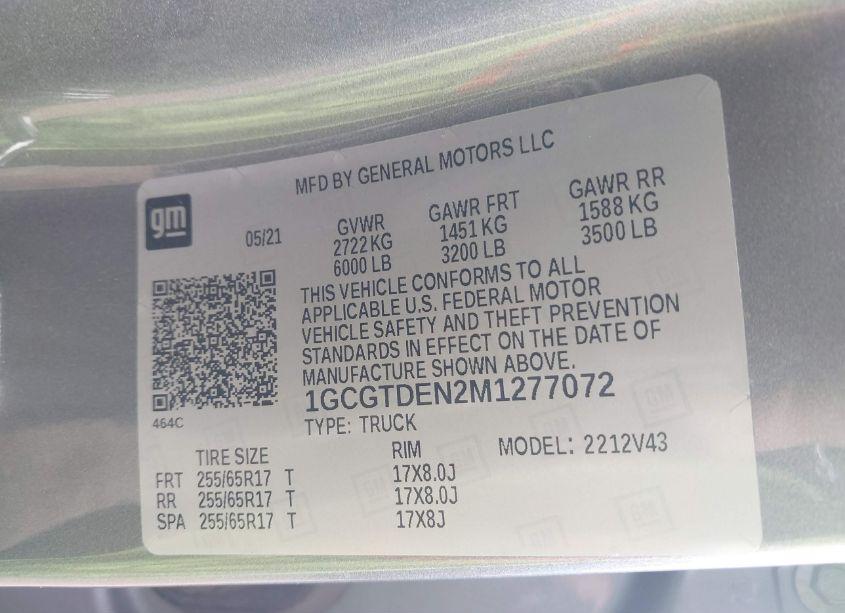 MFD BY GENERAL MOTORS LLC
gm
05/21
GVWR GAWR FRT GAWR RR
2722 KG 1451 KG 1588 KG
6000 LB 3200 LB 3500 LB
THIS VEHICLE CONFORMS TO ALL
APPLICABLE U.S. FEDERAL MOTOR
VEHICLE SAFETY AND THEFT PREVENTION
STANDARDS IN EFFECT ON THE DATE OF
MANUFACTURE SHOWN ABOVE.
1GCGTDEN2M1277072
464C
TYPE: TRUCK
TIRE SIZE RIM MODEL: 2212V43
FRT 255/65R17 T 17X8.0J
RR 255/65R17 T 17X8.0J
SPA 255/65R17 T 17X8J